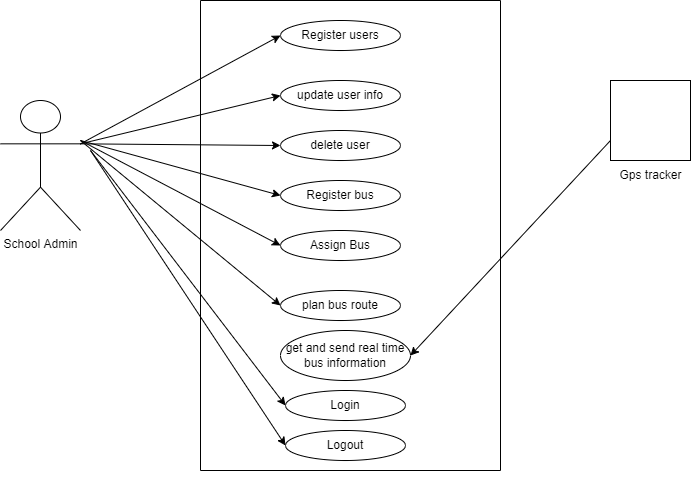 Register users
update user info
delete user
Register bus
Gps tracker
School Admin
Assign Bus
plan bus route
get and send real time
bus information
Login
Logout